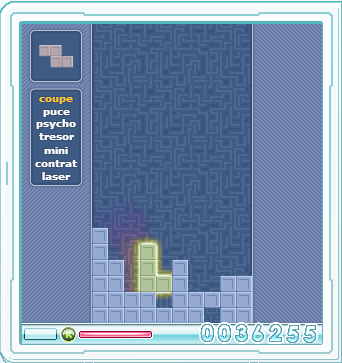 coupe
puce
psycho
tresor
mini
contrat
laser
0036255